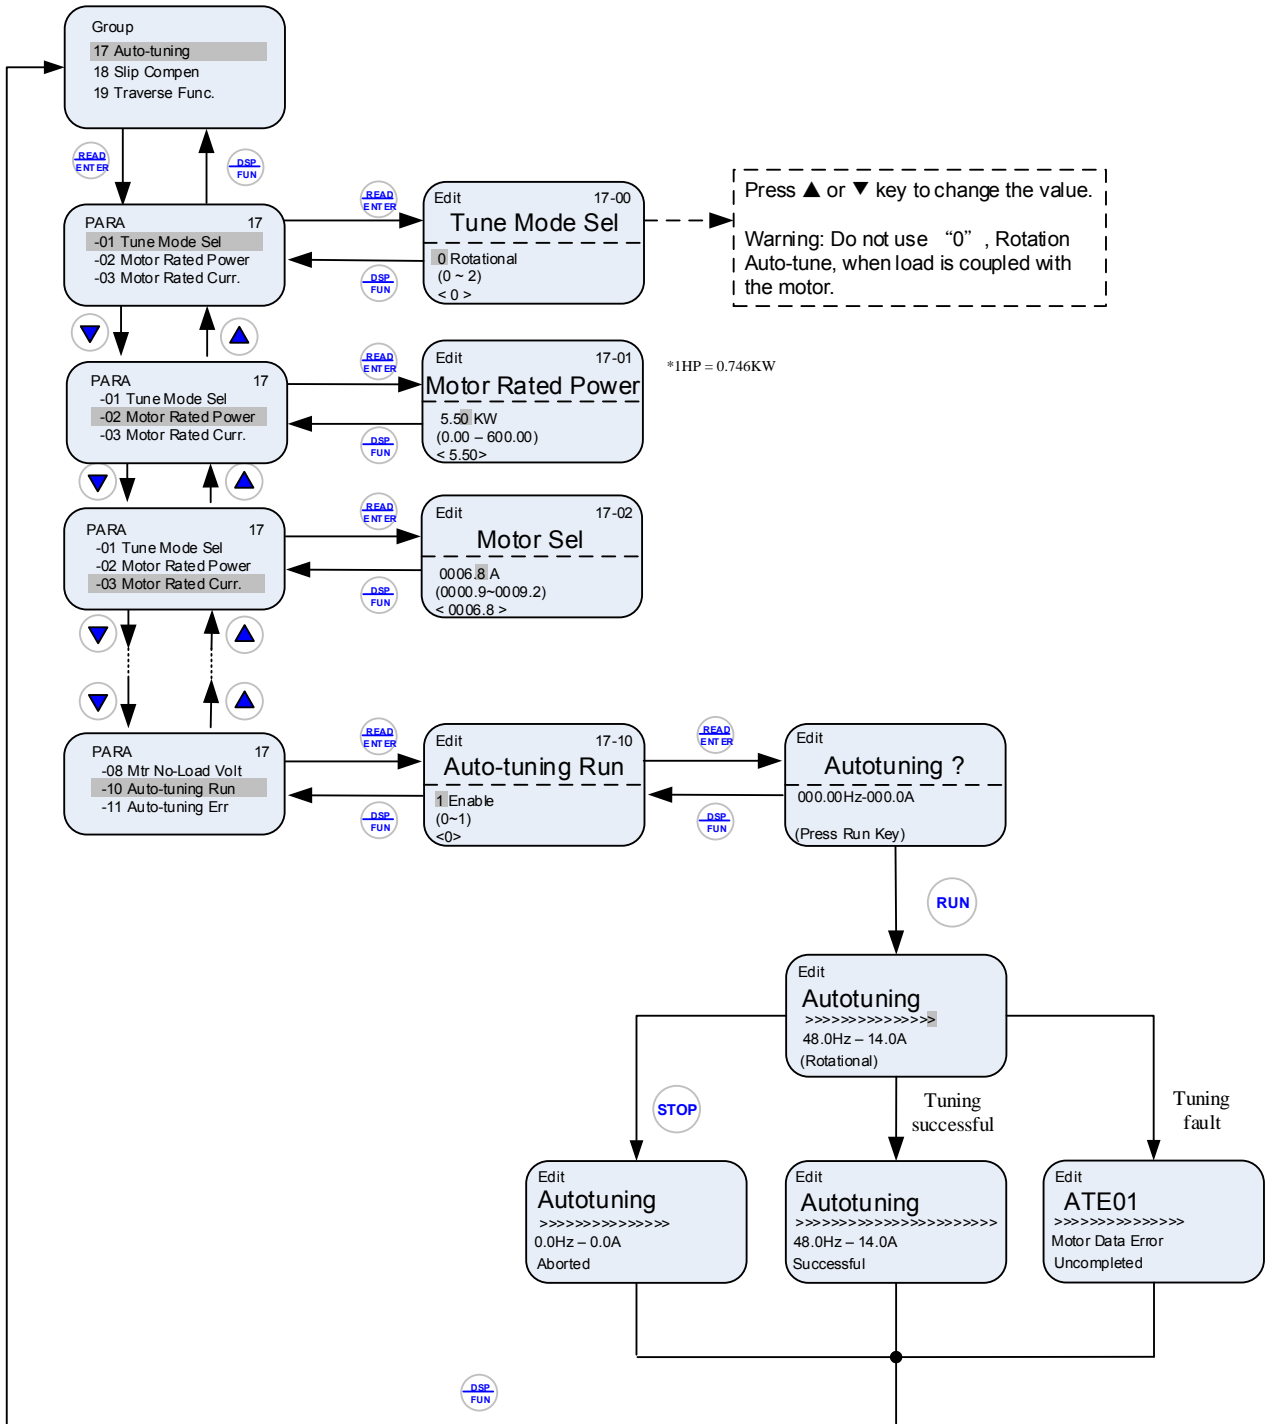 Group
17 Auto-tuning
18 Slip Compen
19 Traverse Func.
READ
ENTER
DSP
FUN
PARA 17
-01 Tune Mode Sel
-02 Motor Rated Power
-03 Motor Rated Curr.
READ
ENTER
DSP
FUN
Edit 17-00
Tune Mode Sel
0 Rotational
(0 ~ 2)
< 0 >
Press ▲ or ▼ key to change the value.
Warning: Do not use “0” , Rotation
Auto-tune, when load is coupled with
the motor.
▼
▲
PARA 17
-01 Tune Mode Sel
-02 Motor Rated Power
-03 Motor Rated Curr.
READ
ENTER
DSP
FUN
Edit 17-01
Motor Rated Power
5.50 KW
(0.00 – 600.00)
< 5.50>
*1HP = 0.746KW
▼
▲
PARA 17
-01 Tune Mode Sel
-02 Motor Rated Power
-03 Motor Rated Curr.
READ
ENTER
DSP
FUN
Edit 17-02
Motor Sel
0006.8 A
(0000.9~0009.2)
< 0006.8 >
▼
▲
▼
▲
PARA 17
-08 Mtr No-Load Volt
-10 Auto-tuning Run
-11 Auto-tuning Err
READ
ENTER
DSP
FUN
Edit 17-10
Auto-tuning Run
1 Enable
(0~1)
<0>
READ
ENTER
DSP
FUN
Edit
Autotuning ?
000.00Hz-000.0A
(Press Run Key)
RUN
Edit
Autotuning
>>>>>>>>>>>>>>>
48.0Hz – 14.0A
(Rotational)
STOP
Tuning
successful
Tuning
fault
Edit
Autotuning
>>>>>>>>>>>>>>>
0.0Hz – 0.0A
Aborted
Edit
Autotuning
>>>>>>>>>>>>>>>>>>>>>>>
48.0Hz – 14.0A
Successful
Edit
ATE01
>>>>>>>>>>>>>>>
Motor Data Error
Uncompleted
DSP
FUN